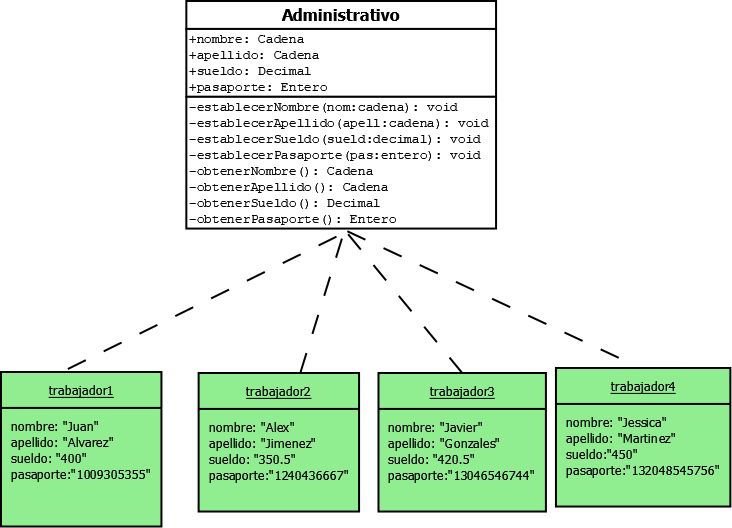 Administrativo
+nombre: Cadena
+apellido: Cadena
+sueldo: Decimal
+pasaporte: Entero
-establecerNombre(nom:cadena): void
-establecerApellido(apell:cadena): void
-establecerSueldo(sueld:decimal): void
-establecerPasaporte(pas:entero): void
-obtenerNombre(): Cadena
-obtenerApellido(): Cadena
-obtenerSueldo(): Decimal
-obtenerPasaporte(): Entero
trabajador1
nombre: "Juan"
apellido: "Alvarez"
sueldo: "400"
pasaporte:"1009305355"
trabajador2
nombre: "Alex"
apellido: "Jimenez"
sueldo: "350.5"
pasaporte:"1240436667"
trabajador3
nombre: "Javier"
apellido: "Gonzales"
sueldo: "420.5"
pasaporte:"13046546744"
trabajador4
nombre: "Jessica"
apellido: "Martinez"
sueldo:"450"
pasaporte:"132048545756"